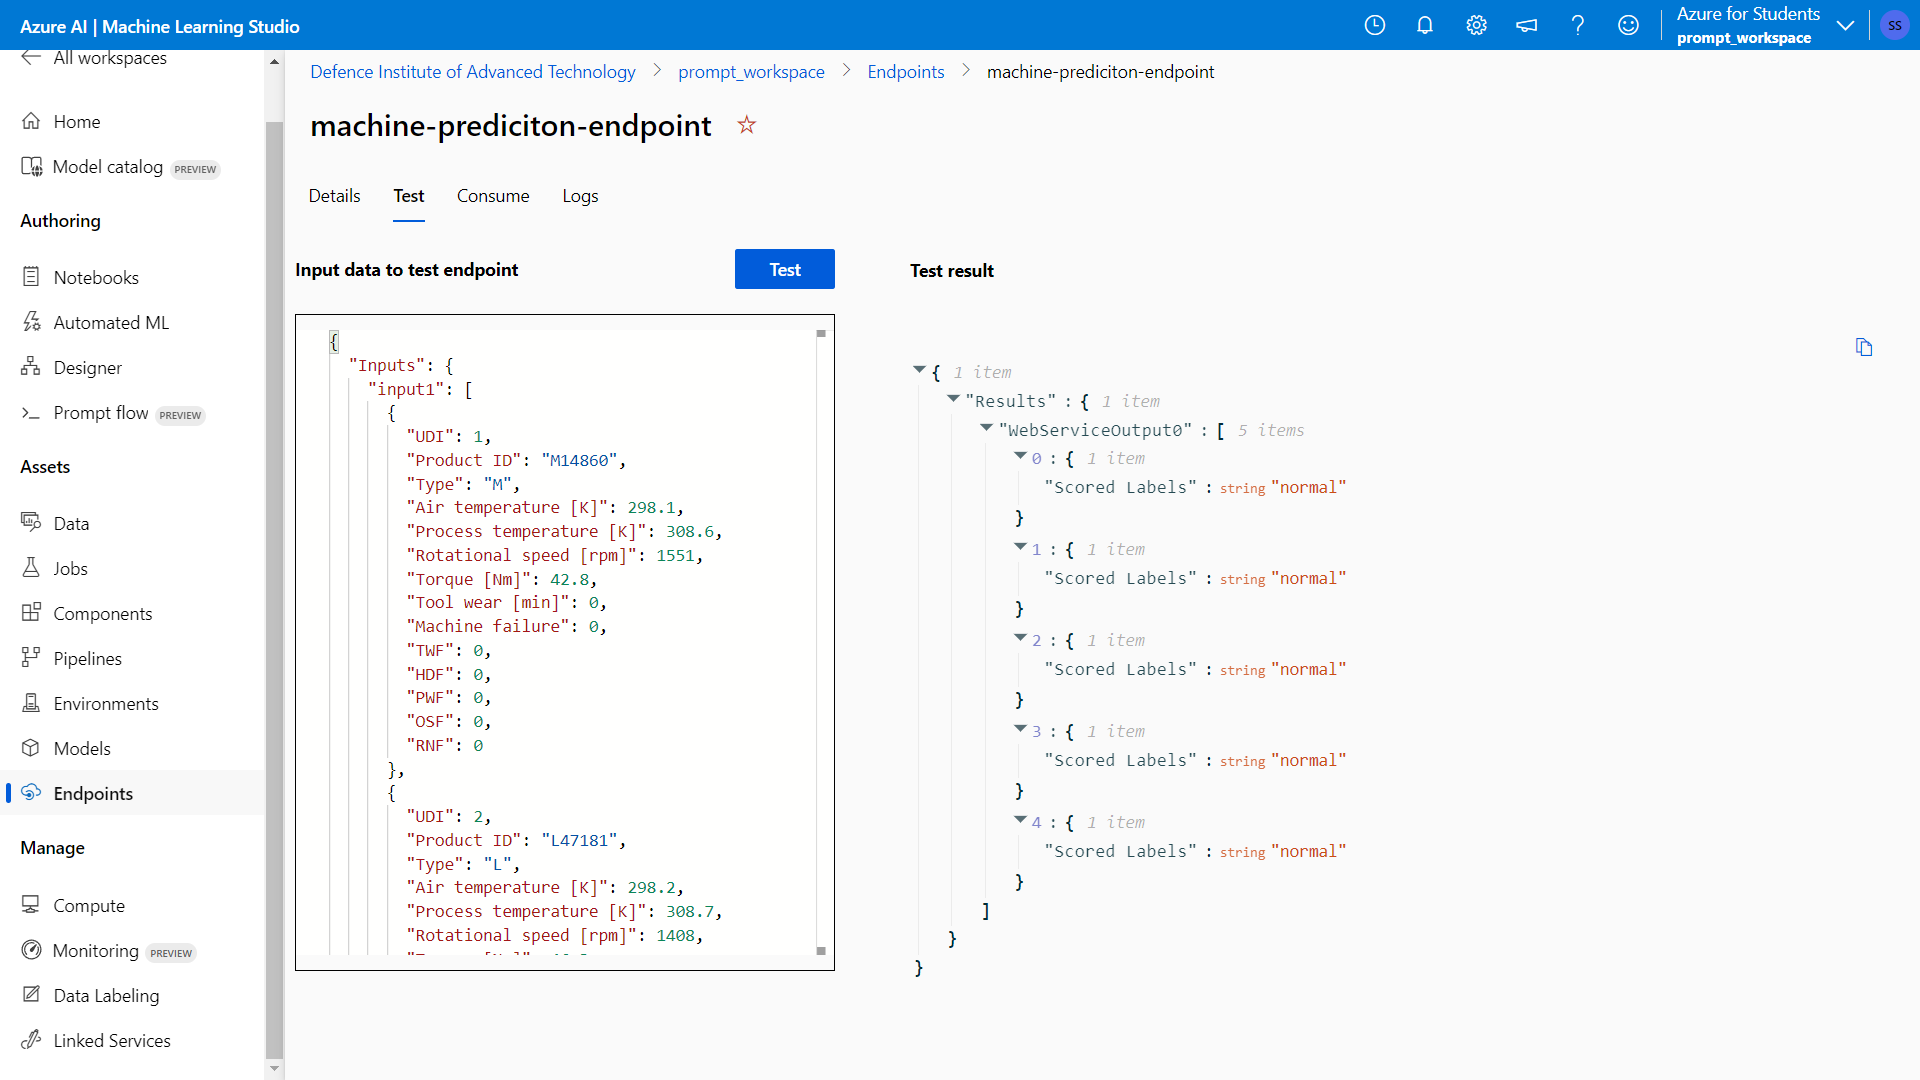 Azure AI | Machine Learning Studio
Azure for Students
prompt_workspace
SS
All workspaces
Home
Model catalog PREVIEW
Authoring
Notebooks
Automated ML
Designer
Prompt flow PREVIEW
Assets
Data
Jobs
Components
Pipelines
Environments
Models
Endpoints
Manage
Compute
Monitoring PREVIEW
Data Labeling
Linked Services
Defence Institute of Advanced Technology > prompt_workspace > Endpoints > machine-prediciton-endpoint
machine-prediciton-endpoint
Details Test Consume Logs
Input data to test endpoint
Test
{
"Inputs": {
"input1": [
{
"UDI": 1,
"Product ID": "M14860",
"Type": "M",
"Air temperature [K]": 298.1,
"Process temperature [K]": 308.6,
"Rotational speed [rpm]": 1551,
"Torque [Nm]": 42.8,
"Tool wear [min]": 0,
"Machine failure": 0,
"TWF": 0,
"HDF": 0,
"PWF": 0,
"OSF": 0,
"RNF": 0
},
{
"UDI": 2,
"Product ID": "L47181",
"Type": "L",
"Air temperature [K]": 298.2,
"Process temperature [K]": 308.7,
"Rotational speed [rpm]": 1408,
Test result
{ 1 item
"Results" : { 1 item
"WebServiceOutput0" : [ 5 items
0 : { 1 item
"Scored Labels" : string "normal"
}
1 : { 1 item
"Scored Labels" : string "normal"
}
2 : { 1 item
"Scored Labels" : string "normal"
}
3 : { 1 item
"Scored Labels" : string "normal"
}
4 : { 1 item
"Scored Labels" : string "normal"
}
]
}
}